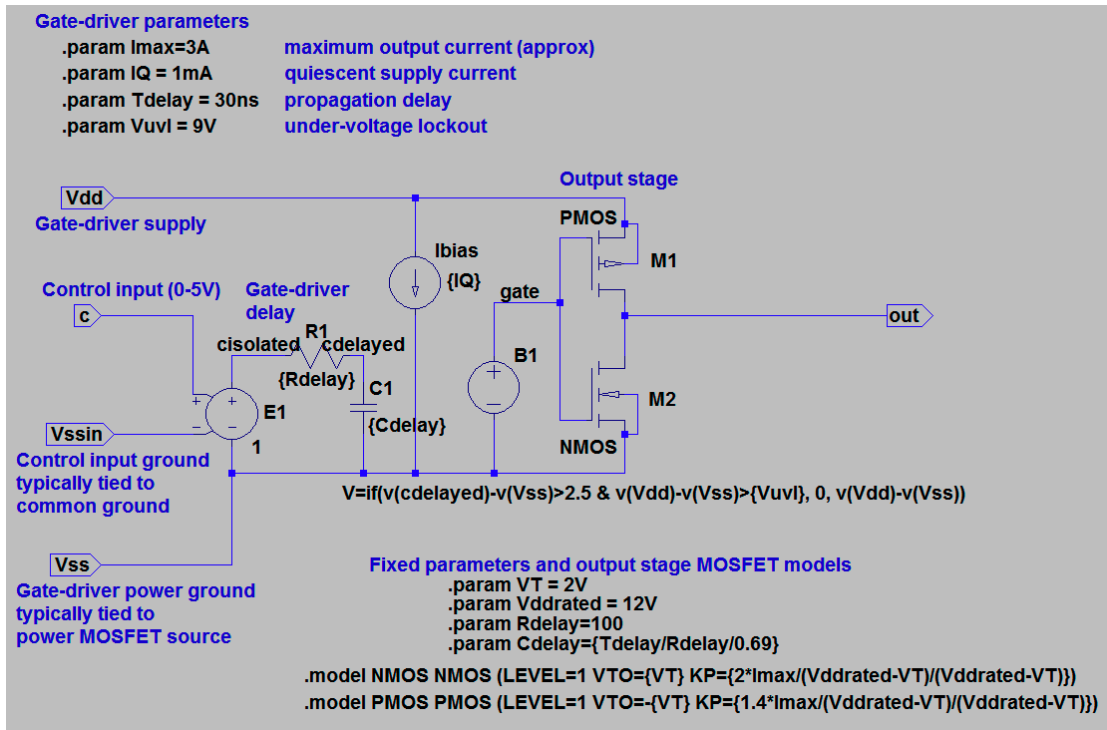 Gate-driver parameters
.param Imax=3A maximum output current (approx)
.param IQ = 1mA quiescent supply current
.param Tdelay = 30ns propagation delay
.param Vuvl = 9V under-voltage lockout
Output stage
Vdd
PMOS
Gate-driver supply
Ibias
M1
{IQ}
Control input (0-5V)
Gate-driver
delay
gate
c
R1
out
cisolated
cdelayed
B1
{Rdelay}
C1
M2
E1
{Cdelay}
Vssin
1
NMOS
Control input ground
typically tied to
common ground
V=if(v(cdelayed)-v(Vss)>2.5 & v(Vdd)-v(Vss)>{Vuvl}, 0, v(Vdd)-v(Vss))
Vss
Gate-driver power ground
typically tied to
power MOSFET source
Fixed parameters and output stage MOSFET models
.param VT = 2V
.param Vddrated = 12V
.param Rdelay=100
.param Cdelay={Tdelay/Rdelay/0.69}
.model NMOS NMOS (LEVEL=1 VTO={VT} KP={2*Imax/(Vddrated-VT)/(Vddrated-VT)})
.model PMOS PMOS (LEVEL=1 VTO=-{VT} KP={1.4*Imax/(Vddrated-VT)/(Vddrated-VT)})